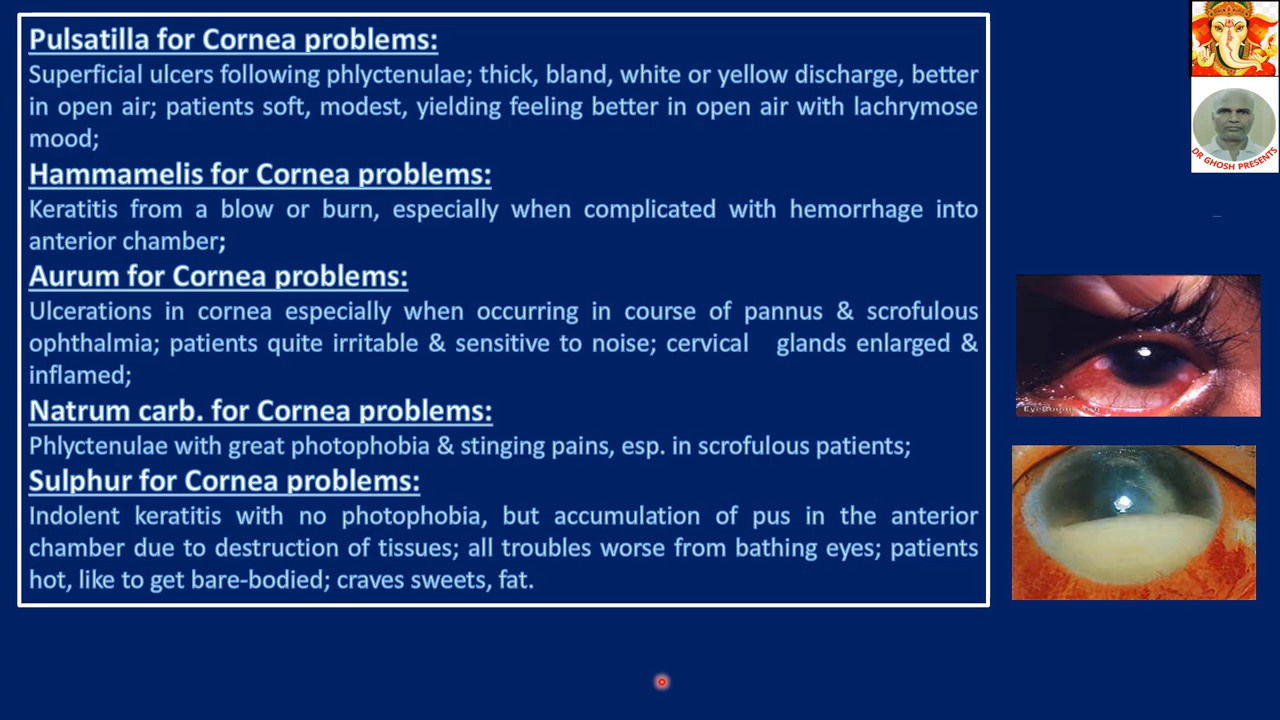 Pulsatilla for Cornea problems:
Superficial ulcers following phlyctenulae; thick, bland, white or yellow discharge, better
in open air; patients soft, modest, yielding feeling better in open air with lachrymose
mood;
Hammamelis for Cornea problems:
Keratitis from a blow or burn, especially when complicated with hemorrhage into
anterior chamber;
Aurum for Cornea problems:
Ulcerations in cornea especially when occurring in course of pannus & scrofulous
ophthalmia; patients quite irritable & sensitive to noise; cervical glands enlarged &
inflamed;
Natrum carb. for Cornea problems:
Phlyctenulae with great photophobia & stinging pains, esp. in scrofulous patients;
Sulphur for Cornea problems:
Indolent keratitis with no photophobia, but accumulation of pus in the anterior
chamber due to destruction of tissues; all troubles worse from bathing eyes; patients
hot, like to get bare-bodied; craves sweets, fat.
DR GHOSH PRESENTS